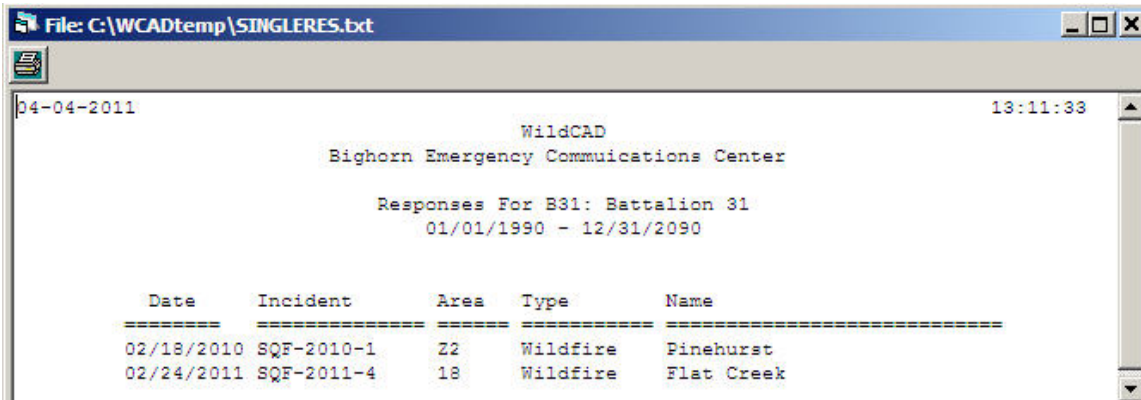 File: C:\WCADtemp\SINGLERES.txt
04-04-2011 13:11:33
WildCAD
Bighorn Emergency Commuications Center
Responses For B31: Battalion 31
01/01/1990 - 12/31/2090
Date Incident Area Type Name
======== ============== ====== =========== ============================
02/18/2010 SQF-2010-1 Z2 Wildfire Pinehurst
02/24/2011 SQF-2011-4 18 Wildfire Flat Creek